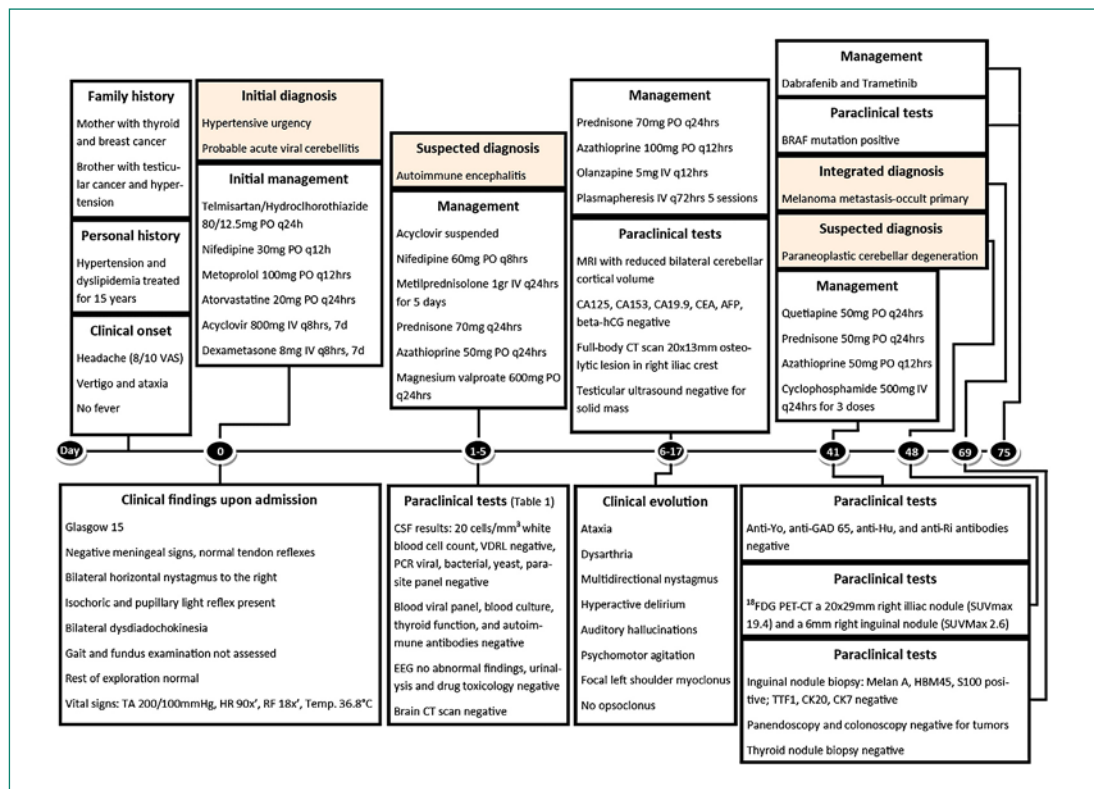 Family history
Mother with thyroid
and breast cancer
Brother with testicu-
lar cancer and hyper-
tension
Personal history
Hypertension and
dyslipidemia treated
for 15 years
Clinical onset
Headache (8/10 VAS)
Vertigo and ataxia
No fever
Initial diagnosis
Hypertensive urgency
Probable acute viral cerebellitis
Initial management
Telmisartan/Hydroclhorothiazide
80/12.5mg PO q24h
Nifedipine 30mg PO q12h
Metoprolol 100mg PO q12hrs
Atorvastatine 20mg PO q24hrs
Acyclovir 800mg IV q8hrs, 7d
Dexametasone 8mg IV q8hrs, 7d
Suspected diagnosis
Autoimmune encephalitis
Management
Acyclovir suspended
Nifedipine 60mg PO q8hrs
Metilprednisolone 1gr IV q24hrs
for 5 days
Prednisone 70mg q24hrs
Azathioprine 50mg PO q24hrs
Magnesium valproate 600mg PO
q24hrs
Management
Prednisone 70mg PO q24hrs
Azathioprine 100mg PO q12hrs
Olanzapine 5mg IV q12hrs
Plasmapheresis IV q72hrs 5 sessions
Paraclinical tests
MRI with reduced bilateral cerebellar
cortical volume
CA125, CA153, CA19.9, CEA, AFP,
beta-hCG negative
Full-body CT scan 20x13mm osteo-
lytic lesion in right iliac crest
Testicular ultrasound negative for
solid mass
Management
Dabrafenib and Trametinib
Paraclinical tests
BRAF mutation positive
Integrated diagnosis
Melanoma metastasis-occult primary
Suspected diagnosis
Paraneoplastic cerebellar degeneration
Management
Quetiapine 50mg PO q24hrs
Prednisone 50mg PO q24hrs
Azathioprine 50mg PO q12hrs
Cyclophosphamide 500mg IV
q24hrs for 3 doses
Day
0
1-5
6-17
41
48
69
75
Clinical findings upon admission
Glasgow 15
Negative meningeal signs, normal tendon reflexes
Bilateral horizontal nystagmus to the right
Isochoric and pupillary light reflex present
Bilateral dysdiadochokinesia
Gait and fundus examination not assessed
Rest of exploration normal
Vital signs: TA 200/100mmHg, HR 90x’, RF 18x’, Temp. 36.8°C
Paraclinical tests (Table 1)
CSF results: 20 cells/mm³ white
blood cell count, VDRL negative,
PCR viral, bacterial, yeast, para-
site panel negative
Blood viral panel, blood culture,
thyroid function, and autoim-
mune antibodies negative
EEG no abnormal findings, urinal-
ysis and drug toxicology negative
Brain CT scan negative
Clinical evolution
Ataxia
Dysarthria
Multidirectional nystagmus
Hyperactive delirium
Auditory hallucinations
Psychomotor agitation
Focal left shoulder myoclonus
No opsoclonus
Paraclinical tests
Anti-Yo, anti-GAD 65, anti-Hu, and anti-Ri antibodies
negative
Paraclinical tests
¹⁸FDG PET-CT a 20x29mm right illiac nodule (SUVmax
19.4) and a 6mm right inguinal nodule (SUVMax 2.6)
Paraclinical tests
Inguinal nodule biopsy: Melan A, HBM45, S100 posi-
tive; TTF1, CK20, CK7 negative
Panendoscopy and colonoscopy negative for tumors
Thyroid nodule biopsy negative